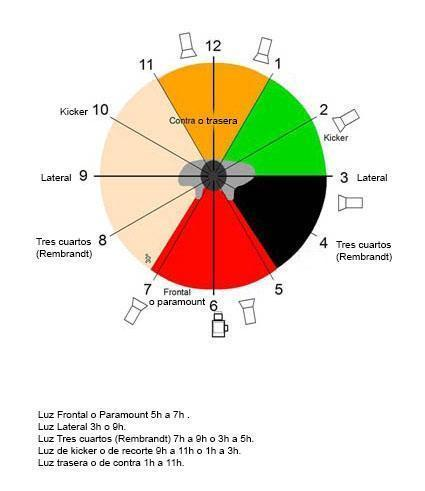 12
11
1
Kicker 10
2
Contra o trasera
Kicker
Lateral 9
3 Lateral
Tres cuartos
(Rembrandt)
8
4 Tres cuartos
(Rembrandt)
30º
7
Frontal
o paramount
5
6
Luz Frontal o Paramount 5h a 7h .
Luz Lateral 3h o 9h.
Luz Tres cuartos (Rembrandt) 7h a 9h o 3h a 5h.
Luz de kicker o de recorte 9h a 11h o 1h a 3h.
Luz trasera o de contra 1h a 11h.